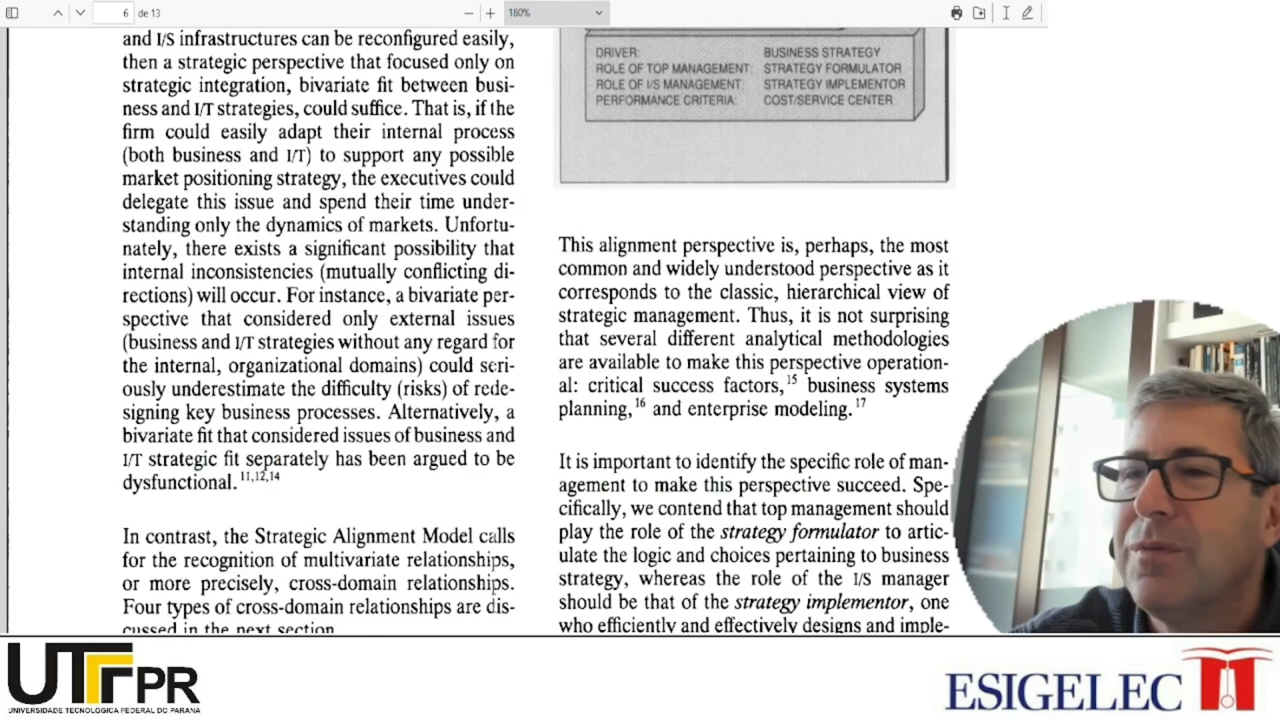 6 de 13
180%
and I/S infrastructures can be reconfigured easily,
then a strategic perspective that focused only on
strategic integration, bivariate fit between busi-
ness and I/T strategies, could suffice. That is, if the
firm could easily adapt their internal process
(both business and I/T) to support any possible
market positioning strategy, the executives could
delegate this issue and spend their time under-
standing only the dynamics of markets. Unfortu-
nately, there exists a significant possibility that
internal inconsistencies (mutually conflicting di-
rections) will occur. For instance, a bivariate per-
spective that considered only external issues
(business and I/T strategies without any regard for
the internal, organizational domains) could seri-
ously underestimate the difficulty (risks) of rede-
signing key business processes. Alternatively, a
bivariate fit that considered issues of business and
I/T strategic fit separately has been argued to be
dysfunctional. 11,12,14
In contrast, the Strategic Alignment Model calls
for the recognition of multivariate relationships,
or more precisely, cross-domain relationships.
Four types of cross-domain relationships are dis-
cussed in the next section.
DRIVER: BUSINESS STRATEGY
ROLE OF TOP MANAGEMENT: STRATEGY FORMULATOR
ROLE OF I/S MANAGEMENT: STRATEGY IMPLEMENTOR
PERFORMANCE CRITERIA: COST/SERVICE CENTER
This alignment perspective is, perhaps, the most
common and widely understood perspective as it
corresponds to the classic, hierarchical view of
strategic management. Thus, it is not surprising
that several different analytical methodologies
are available to make this perspective operation-
al: critical success factors, 15 business systems
planning, 16 and enterprise modeling. 17
It is important to identify the specific role of man-
agement to make this perspective succeed. Spe-
cifically, we contend that top management should
play the role of the strategy formulator to artic-
ulate the logic and choices pertaining to business
strategy, whereas the role of the I/S manager
should be that of the strategy implementor, one
who efficiently and effectively designs and imple-
UTFPR
UNIVERSIDADE TECNOLÓGICA FEDERAL DO PARANÁ
ESIGELEC